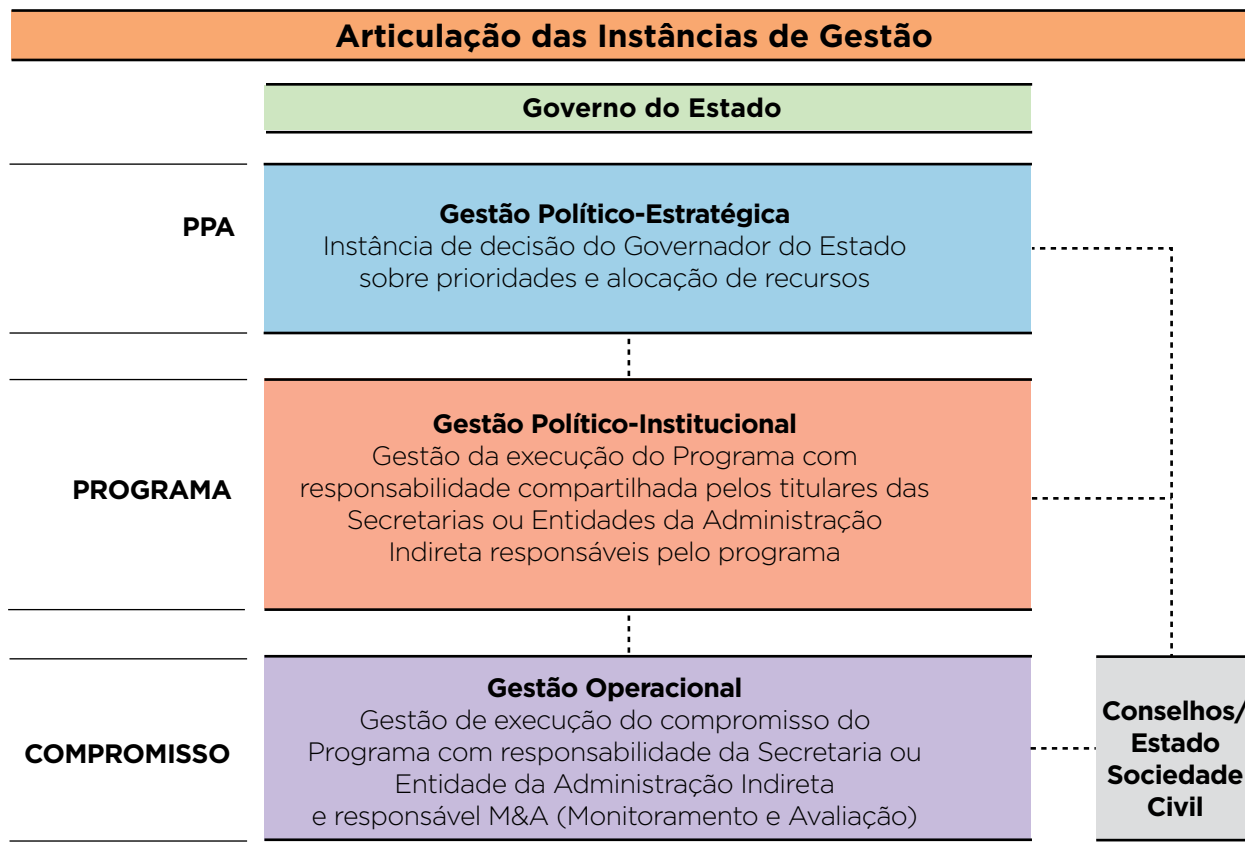 Articulação das Instâncias de Gestão
Governo do Estado
PPA
Gestão Político-Estratégica
Instância de decisão do Governador do Estado
sobre prioridades e alocação de recursos
PROGRAMA
Gestão Político-Institucional
Gestão da execução do Programa com
responsabilidade compartilhada pelos titulares das
Secretarias ou Entidades da Administração
Indireta responsáveis pelo programa
COMPROMISSO
Gestão Operacional
Gestão de execução do compromisso do
Programa com responsabilidade da Secretaria ou
Entidade da Administração Indireta
e responsável M&A (Monitoramento e Avaliação)
Conselhos/
Estado
Sociedade
Civil